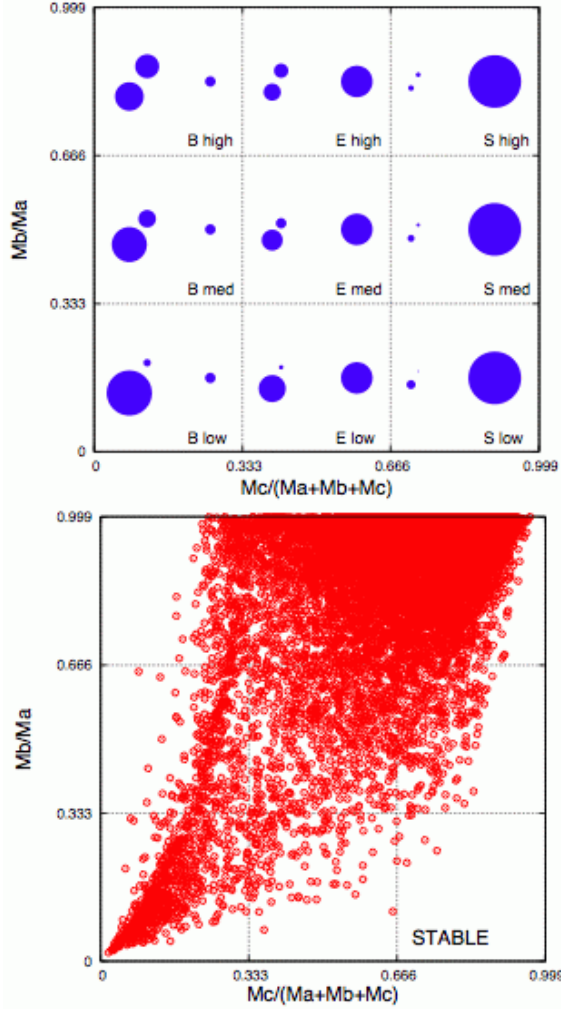 0.999
B high E high S high
0.666
Mb/Ma
B med E med S med
0.333
B low E low S low
0
0 0.333 0.666 0.999
Mc/(Ma+Mb+Mc)
0.999
0.666
Mb/Ma
0.333
STABLE
0
0 0.333 0.666 0.999
Mc/(Ma+Mb+Mc)